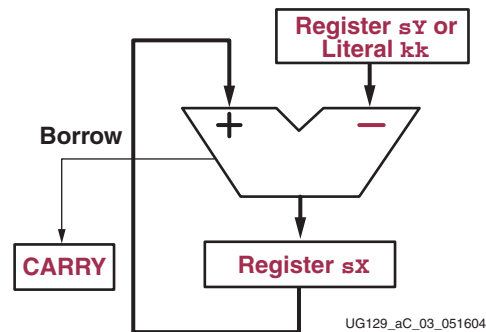 Register sY or
Literal kk
+
−
Borrow
CARRY
Register sX
UG129_aC_03_051604